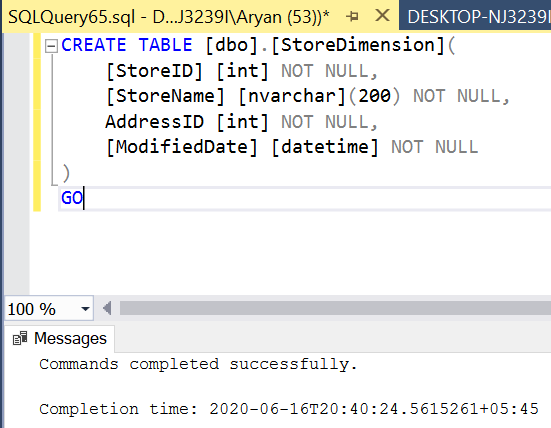 SQLQuery65.sql - D...J3239I\Aryan (53))*
DESKTOP-NJ3239I
CREATE TABLE [dbo].[StoreDimension](
[StoreID] [int] NOT NULL,
[StoreName] [nvarchar](200) NOT NULL,
AddressID [int] NOT NULL,
[ModifiedDate] [datetime] NOT NULL
)
GO
100 %
Messages
Commands completed successfully.
Completion time: 2020-06-16T20:40:24.5615261+05:45